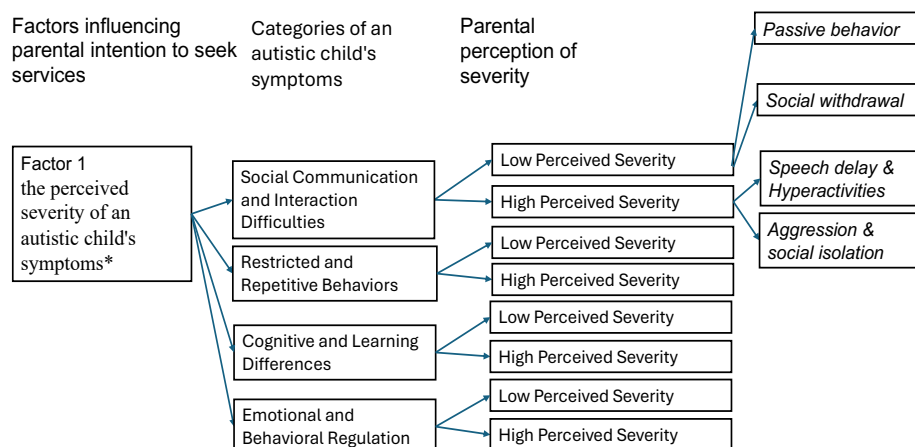 Factors influencing
parental intention to seek
services
Categories of an
autistic child's
symptoms
Parental
perception of
severity
Passive behavior
Social withdrawal
Factor 1
the perceived
severity of an
autistic child's
symptoms*
Social Communication
and Interaction
Difficulties
Low Perceived Severity
High Perceived Severity
Speech delay &
Hyperactivities
Aggression &
social isolation
Restricted and
Repetitive Behaviors
Low Perceived Severity
High Perceived Severity
Cognitive and Learning
Differences
Low Perceived Severity
High Perceived Severity
Emotional and
Behavioral Regulation
Low Perceived Severity
High Perceived Severity